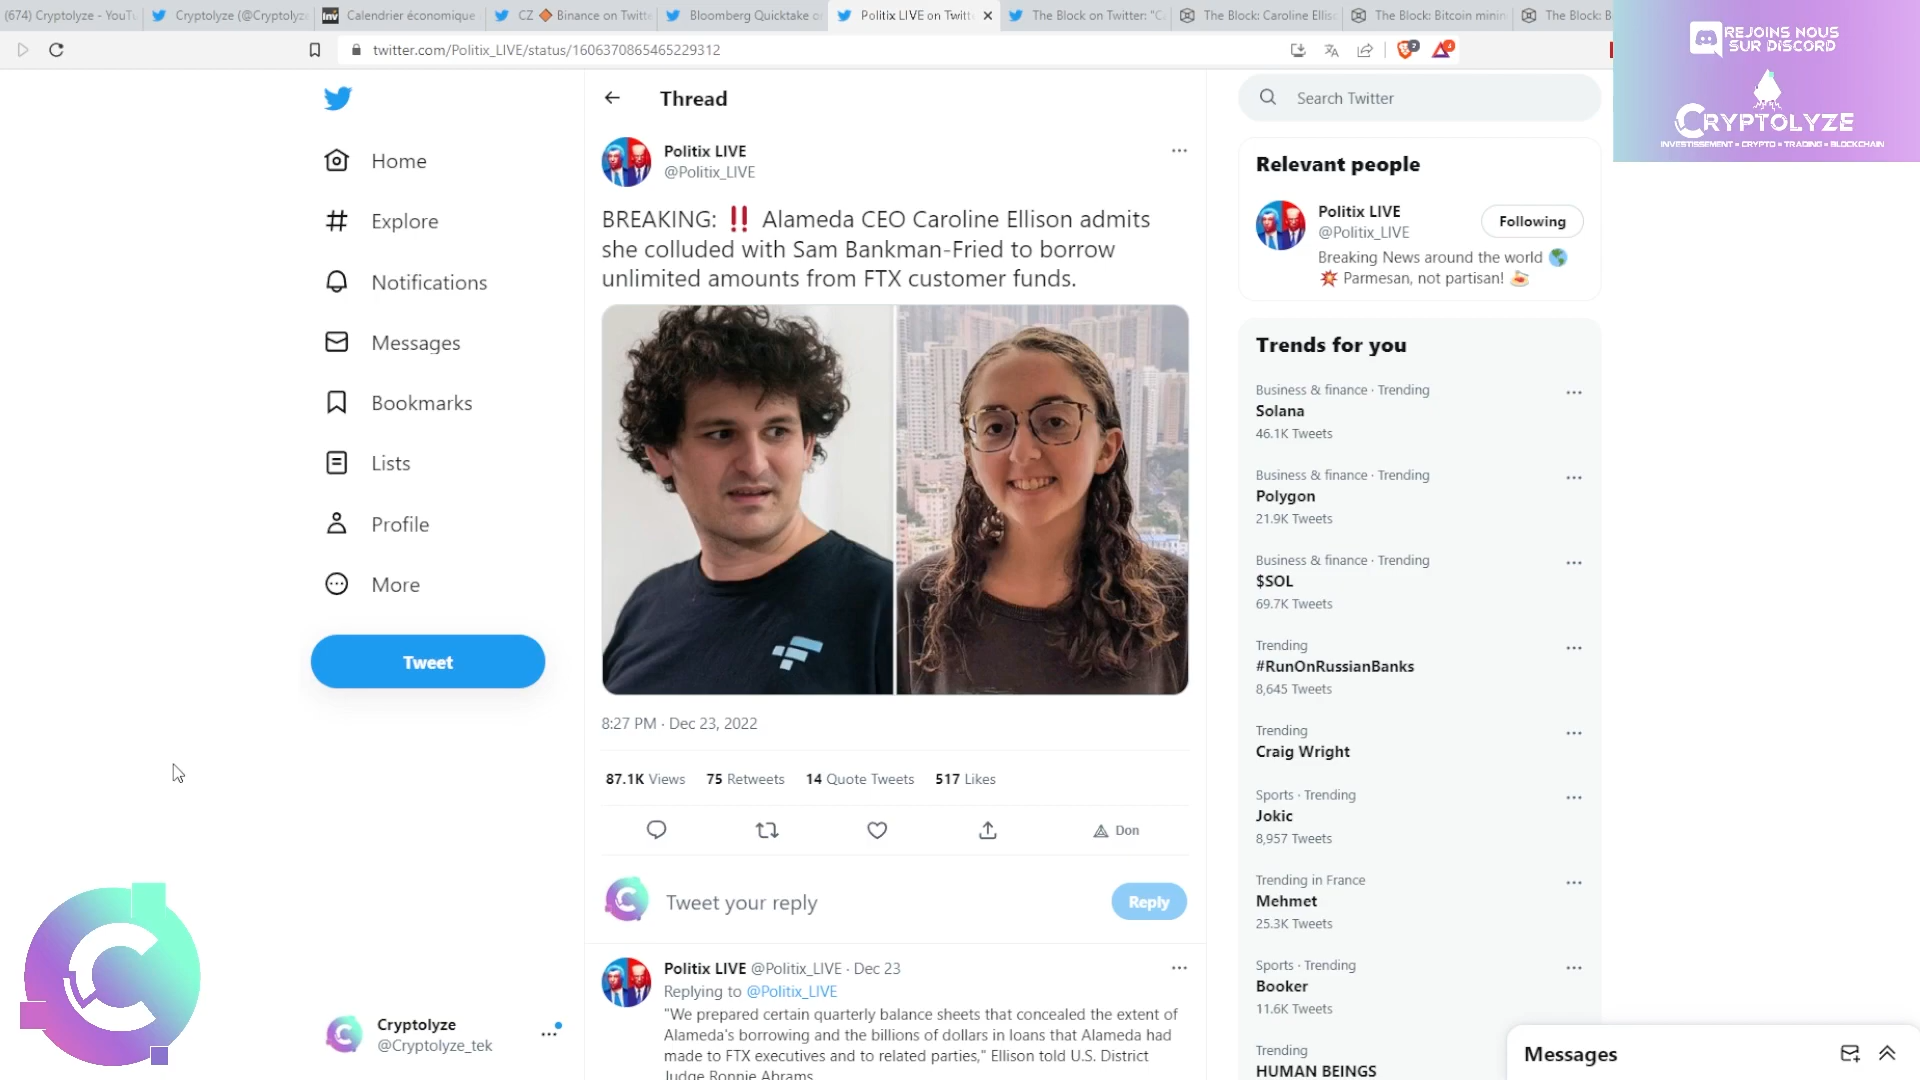 (674) Cryptolyze - YouTu
Cryptolyze (@Cryptolyz
Inv Calendrier économique
CZ Binance on Twitte
Bloomberg Quicktake o
Politix LIVE on Twitt
The Block on Twitter: "C
The Block: Caroline Ellis
The Block: Bitcoin minin
The Block: B
twitter.com/Politix_LIVE/status/1606370865465229312
REJOINS NOUS
SUR DISCORD
CRYPTOLYZE
INVESTISSEMENT • CRYPTO • TRADING • BLOCKCHAIN
Home
Explore
Notifications
Messages
Bookmarks
Lists
Profile
More
Tweet
Cryptolyze
@Cryptolyze_tek
Thread
Politix LIVE
@Politix_LIVE
BREAKING: ‼️ Alameda CEO Caroline Ellison admits
she colluded with Sam Bankman-Fried to borrow
unlimited amounts from FTX customer funds.
8:27 PM · Dec 23, 2022
87.1K Views 75 Retweets 14 Quote Tweets 517 Likes
Don
Tweet your reply
Reply
Politix LIVE @Politix_LIVE · Dec 23
Replying to @Politix_LIVE
"We prepared certain quarterly balance sheets that concealed the extent of
Alameda's borrowing and the billions of dollars in loans that Alameda had
made to FTX executives and to related parties," Ellison told U.S. District
Judge Ronnie Abrams
Search Twitter
Relevant people
Politix LIVE
@Politix_LIVE
Following
Breaking News around the world 🌎
💥 Parmesan, not partisan! 🍝
Trends for you
Business & finance · Trending
Solana
46.1K Tweets
Business & finance · Trending
Polygon
21.9K Tweets
Business & finance · Trending
$SOL
69.7K Tweets
Trending
#RunOnRussianBanks
8,645 Tweets
Trending
Craig Wright
Sports · Trending
Jokic
8,957 Tweets
Trending in France
Mehmet
25.3K Tweets
Sports · Trending
Booker
11.6K Tweets
Trending
HUMAN BEINGS
Messages